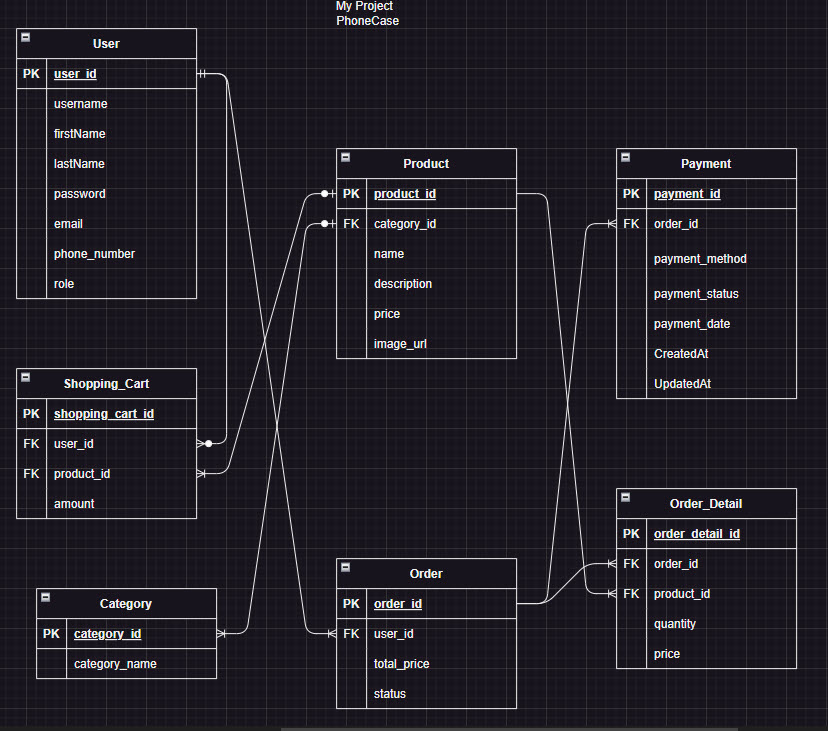 My Project
PhoneCase
User
PK user_id
username
firstName
lastName
password
email
phone_number
role
Shopping_Cart
PK shopping_cart_id
FK user_id
FK product_id
amount
Category
PK category_id
category_name
Product
PK product_id
FK category_id
name
description
price
image_url
Order
PK order_id
FK user_id
total_price
status
Payment
PK payment_id
FK order_id
payment_method
payment_status
payment_date
CreatedAt
UpdatedAt
Order_Detail
PK order_detail_id
FK order_id
FK product_id
quantity
price